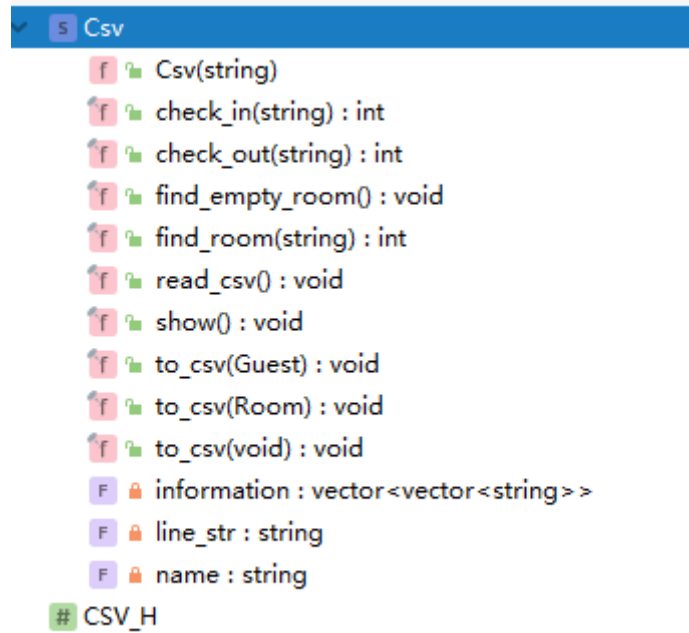 S Csv
f Csv(string)
f check_in(string) : int
f check_out(string) : int
f find_empty_room() : void
f find_room(string) : int
f read_csv() : void
f show() : void
f to_csv(Guest) : void
f to_csv(Room) : void
f to_csv(void) : void
F information : vector<vector<string>>
F line_str : string
F name : string
# CSV_H